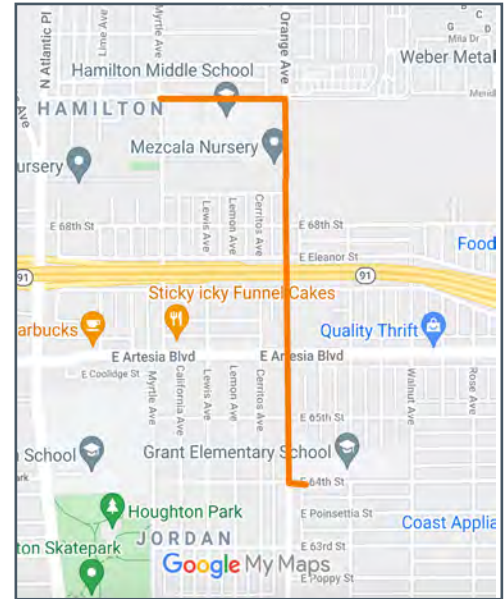 N Atlantic Pl
Lime Ave
Myrtle Ave
Orange Ave
B
C
G
D
Mila Dr
Weber Metal
Hamilton Middle School
Merid
HAMILTON
Ave
Mezcala Nursery
ursery
Lewis Ave
Lemon Ave
Cerritos Ave
E 68th St
E 68th St
E Eleanor St
Food
91
91
Sticky icky Funnel Cakes
arbucks
Quality Thrift
E Artesia Blvd
E Artesia Blvd
E Coolidge St
Myrtle Ave
California Ave
Lewis Ave
Lemon Ave
Cerritos Ave
Walnut Ave
Rose Ave
E 65th St
School
Grant Elementary School
ark
E 64th St
Houghton Park
E Poinsettia St
Coast Applia
JORDAN
ton Skatepark
E 63rd St
Google My Maps
E Poppy St